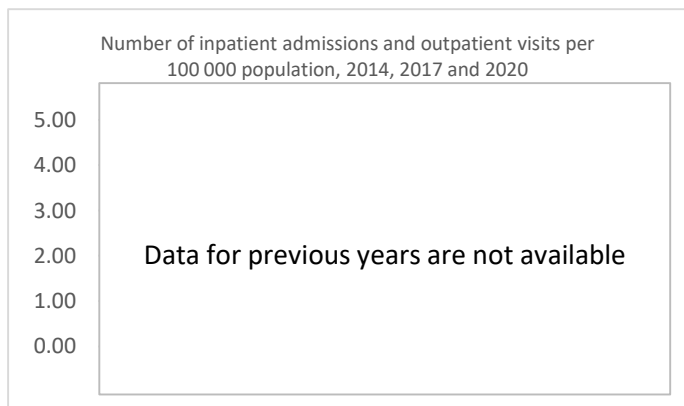 Number of inpatient admissions and outpatient visits per
100 000 population, 2014, 2017 and 2020
5.00
4.00
3.00
2.00
Data for previous years are not available
1.00
0.00